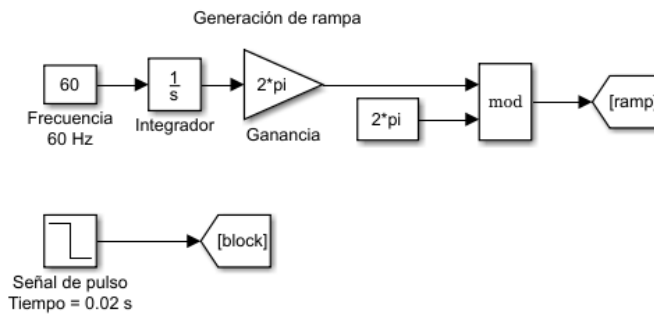 Generación de rampa
60
Frecuencia
60 Hz
1
s
Integrador
2*pi
Ganancia
2*pi
mod
[ramp]
[block]
Señal de pulso
Tiempo = 0.02 s